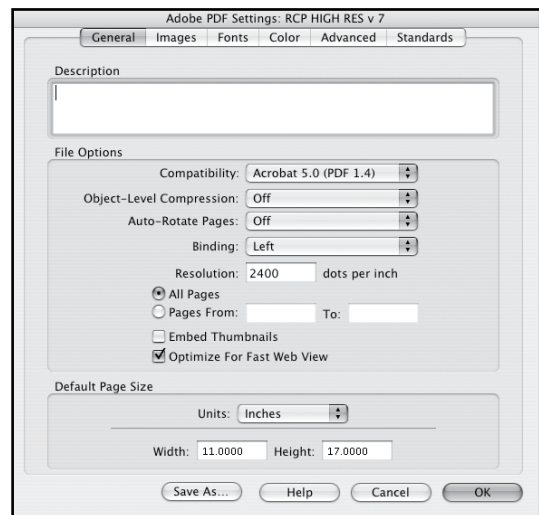 Adobe PDF Settings: RCP HIGH RES v 7
General Images Fonts Color Advanced Standards
Description
File Options
Compatibility: Acrobat 5.0 (PDF 1.4)
Object-Level Compression: Off
Auto-Rotate Pages: Off
Binding: Left
Resolution: 2400 dots per inch
All Pages
Pages From: To:
Embed Thumbnails
Optimize For Fast Web View
Default Page Size
Units: Inches
Width: 11.0000 Height: 17.0000
Save As... Help Cancel OK